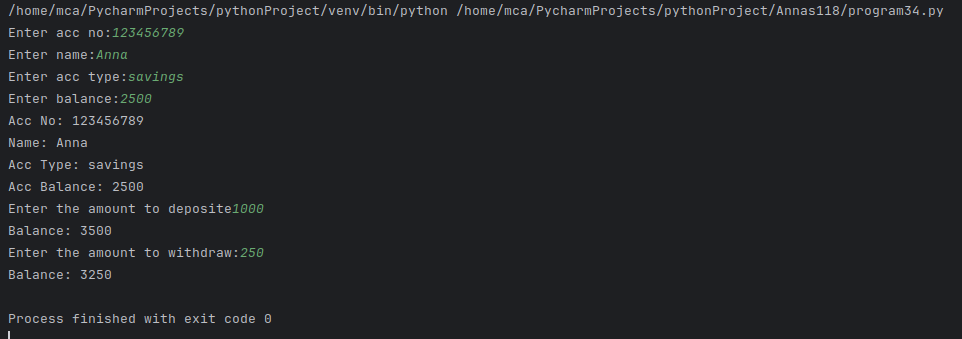 /home/mca/PycharmProjects/pythonProject/venv/bin/python /home/mca/PycharmProjects/pythonProject/Annas118/program34.py
Enter acc no:123456789
Enter name:Anna
Enter acc type:savings
Enter balance:2500
Acc No: 123456789
Name: Anna
Acc Type: savings
Acc Balance: 2500
Enter the amount to deposite1000
Balance: 3500
Enter the amount to withdraw:250
Balance: 3250
Process finished with exit code 0